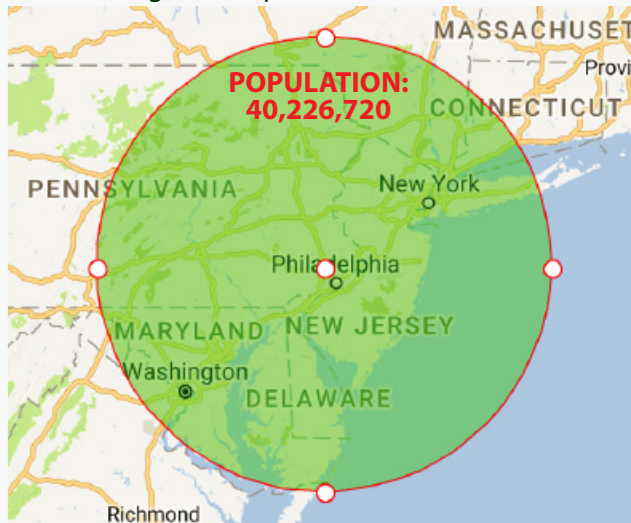 MASSACHUSET
Provi
POPULATION:
40,226,720
CONNECTICUT
PENNSYLVANIA
New York
Philadelphia
MARYLAND
NEW JERSEY
Washington
DELAWARE
Richmond